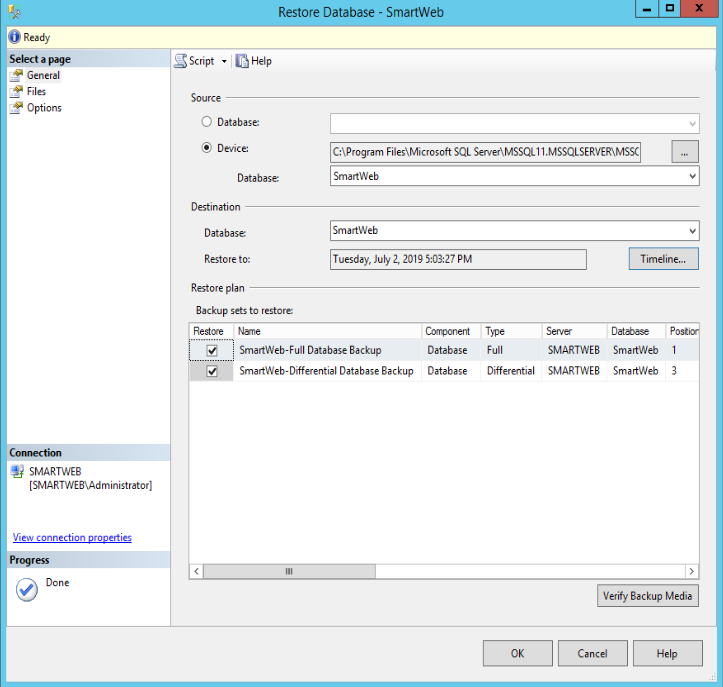 Restore Database - SmartWeb
Ready
Select a page
General
Files
Options
Script
Help
Source
Database:
Device:
C:\Program Files\Microsoft SQL Server\MSSQL11.MSSQLSERVER\MSSC
...
Database:
SmartWeb
Destination
Database:
SmartWeb
Restore to:
Tuesday, July 2, 2019 5:03:27 PM
Timeline...
Restore plan
Backup sets to restore:
Restore Name Component Type Server Database Position
SmartWeb-Full Database Backup Database Full SMARTWEB SmartWeb 1
SmartWeb-Differential Database Backup Database Differential SMARTWEB SmartWeb 3
Connection
SMARTWEB
[SMARTWEB\Administrator]
View connection properties
Progress
Done
Verify Backup Media
OK
Cancel
Help